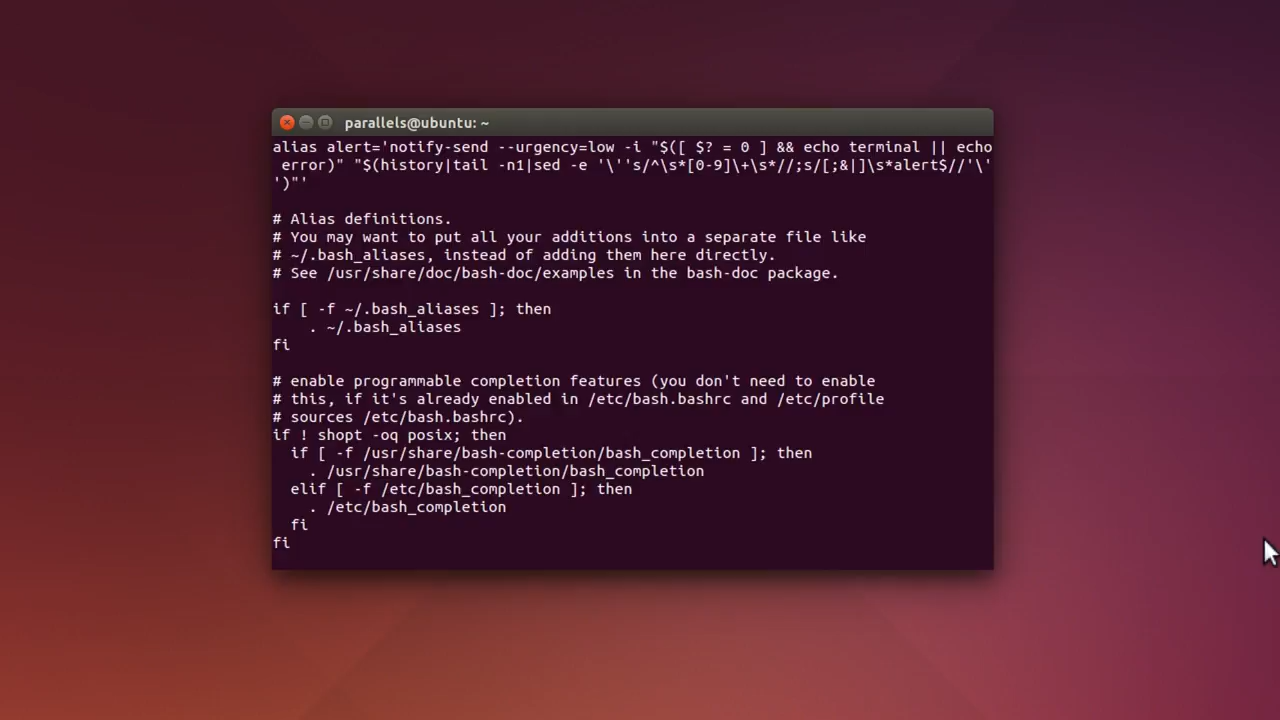 parallels@ubuntu: ~
alias alert='notify-send --urgency=low -i "$([ $? = 0 ] && echo terminal || echo
 error)" "$(history|tail -n1|sed -e '\''s/^\s*[0-9]\+\s*//;s/[;&|]\s*alert$//'\'
')"'
# Alias definitions.
# You may want to put all your additions into a separate file like
# ~/.bash_aliases, instead of adding them here directly.
# See /usr/share/doc/bash-doc/examples in the bash-doc package.
if [ -f ~/.bash_aliases ]; then
    . ~/.bash_aliases
fi
# enable programmable completion features (you don't need to enable
# this, if it's already enabled in /etc/bash.bashrc and /etc/profile
# sources /etc/bash.bashrc).
if ! shopt -oq posix; then
  if [ -f /usr/share/bash-completion/bash_completion ]; then
    . /usr/share/bash-completion/bash_completion
  elif [ -f /etc/bash_completion ]; then
    . /etc/bash_completion
  fi
fi